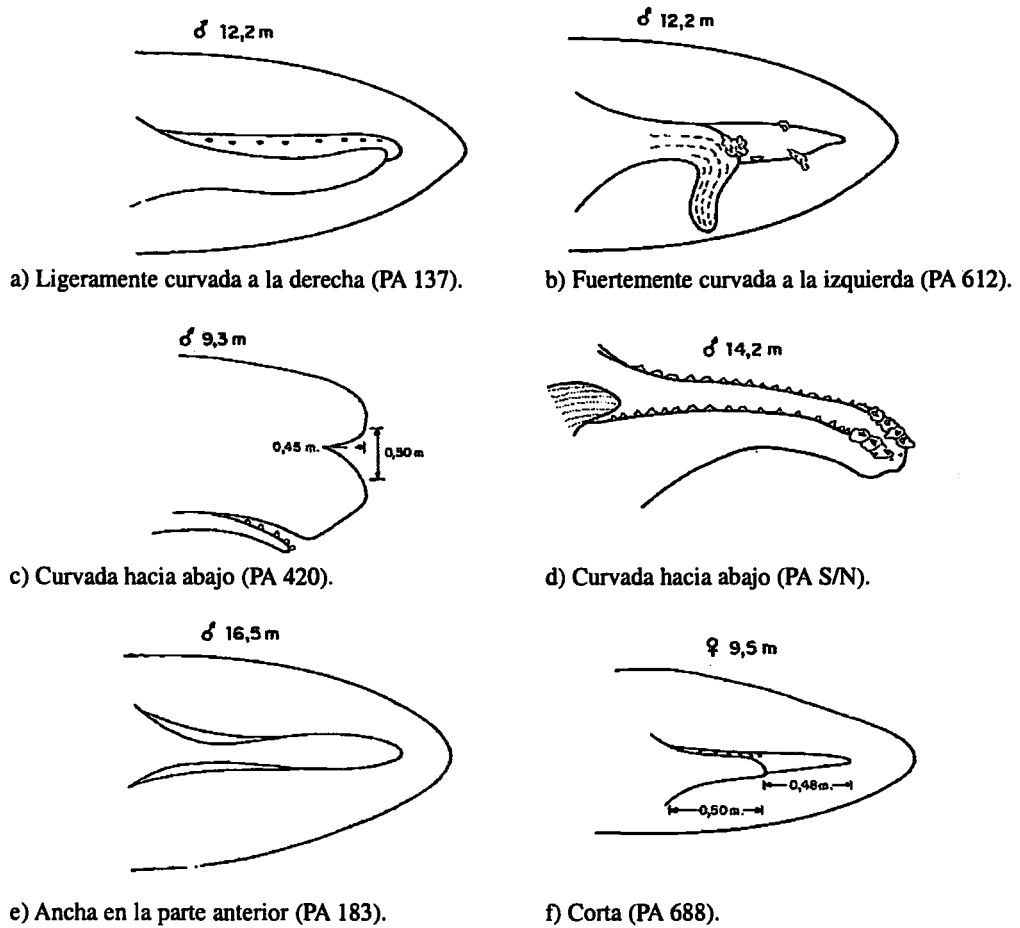 ♂ 12,2 m
♂ 12,2 m
a) Ligeramente curvada a la derecha (PA 137).
b) Fuertemente curvada a la izquierda (PA 612).
♂ 9,3 m
♂ 14,2 m
0,45 m.
0,50 m
c) Curvada hacia abajo (PA 420).
d) Curvada hacia abajo (PA S/N).
♂ 16,5 m
♀ 9,5 m
0,48 m.
0,50 m.
e) Ancha en la parte anterior (PA 183).
f) Corta (PA 688).